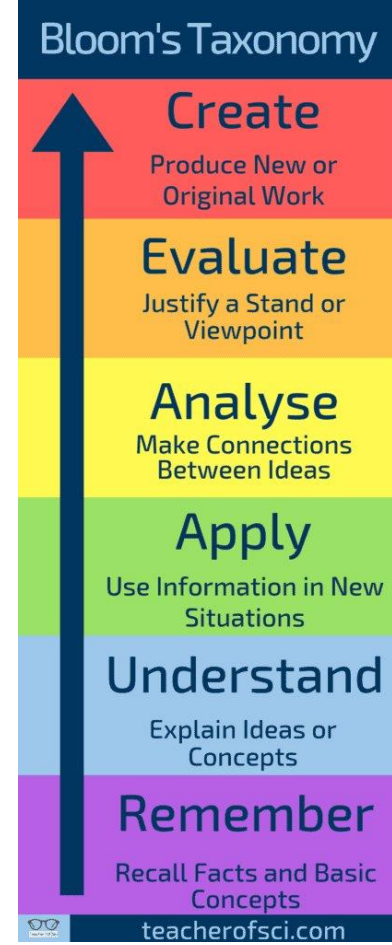 Bloom's Taxonomy
Create
Produce New or
Original Work
Evaluate
Justify a Stand or
Viewpoint
Analyse
Make Connections
Between Ideas
Apply
Use Information in New
Situations
Understand
Explain Ideas or
Concepts
Remember
Recall Facts and Basic
Concepts
teacherofsci.com